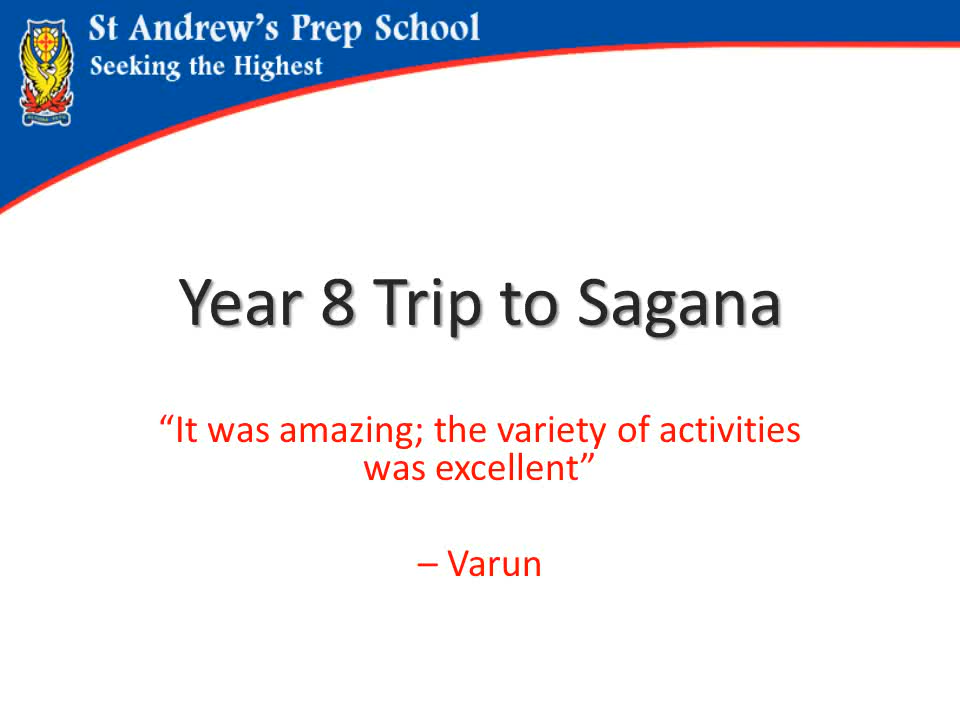 St Andrew's Prep School
Seeking the Highest
Year 8 Trip to Sagana
“It was amazing; the variety of activities
was excellent”
– Varun